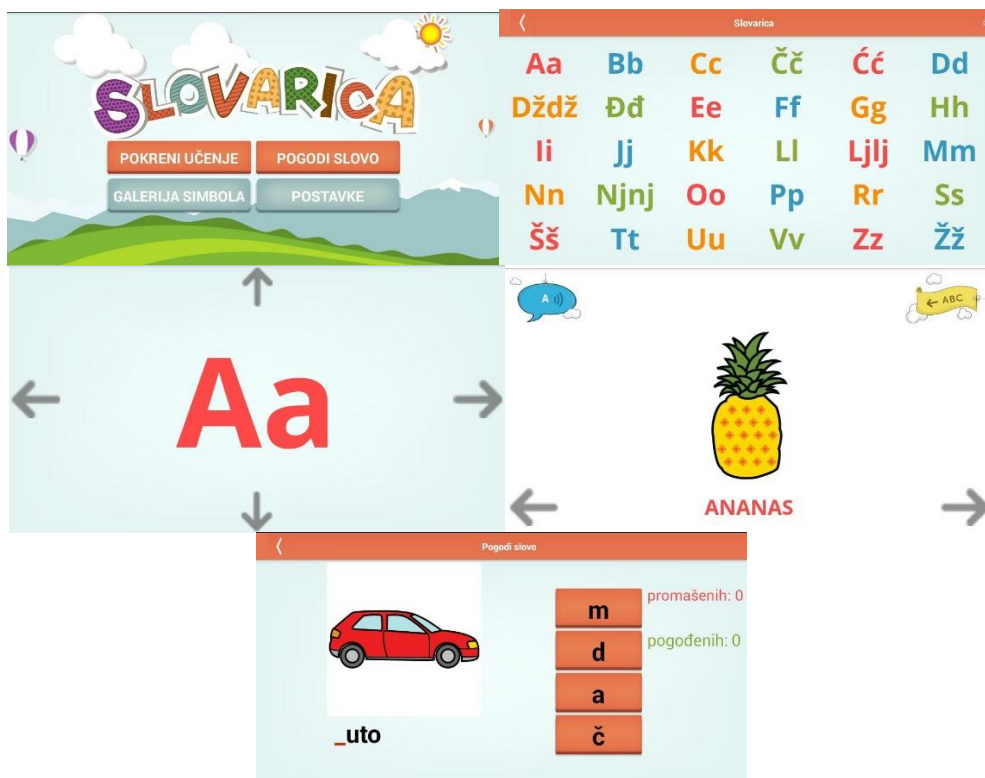 SLOVARICA
POKRENI UČENJE POGODI SLOVO
GALERIJA SIMBOLA POSTAVKE
Slovarica
Aa Bb Cc Čč Ćć Dd
Dždž Đđ Ee Ff Gg Hh
Ii Jj Kk Ll Ljlj Mm
Nn Njnj Oo Pp Rr Ss
Šš Tt Uu Vv Zz Žž
Aa
A
ABC
ANANAS
Pogodi slovo
_uto
m
d
a
č
promašenih: 0
pogođenih: 0